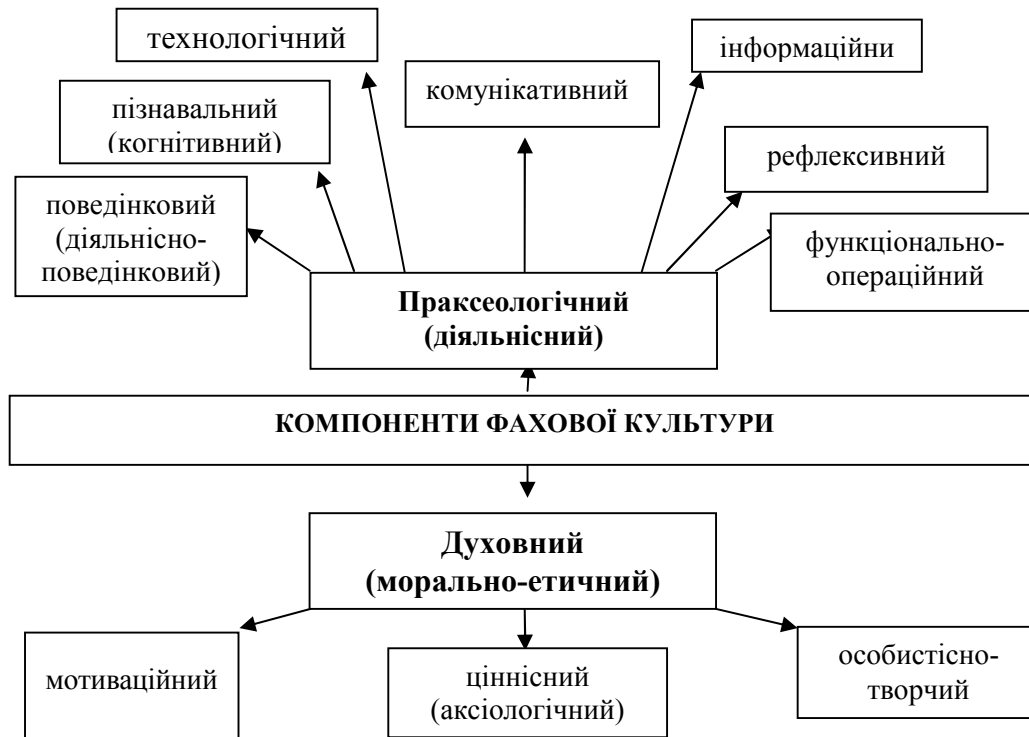 технологічний
інформаційни
комунікативний
пізнавальний
(когнітивний)
рефлексивний
поведінковий
(діяльнісно-
поведінковий)
функціонально-
операційний
Праксеологічний
(діяльнісний)
КОМПОНЕНТИ ФАХОВОЇ КУЛЬТУРИ
Духовний
(морально-етичний)
мотиваційний
ціннісний
(аксіологічний)
особистісно-
творчий